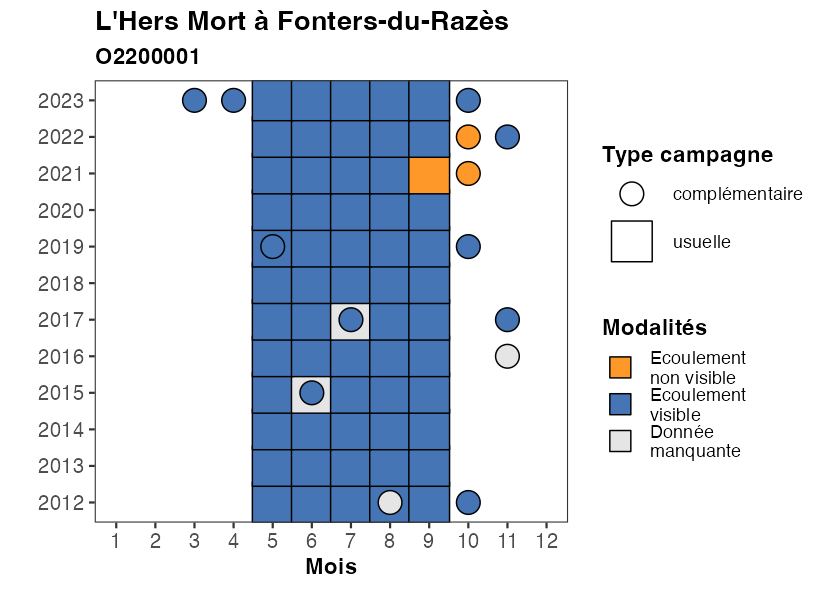 L'Hers Mort à Fonters-du-Razès
O2200001
2023
2022
2021
2020
2019
2018
2017
2016
2015
2014
2013
2012
1 2 3 4 5 6 7 8 9 10 11 12
Mois
Type campagne
complémentaire
usuelle
Modalités
Ecoulement
non visible
Ecoulement
visible
Donnée
manquante